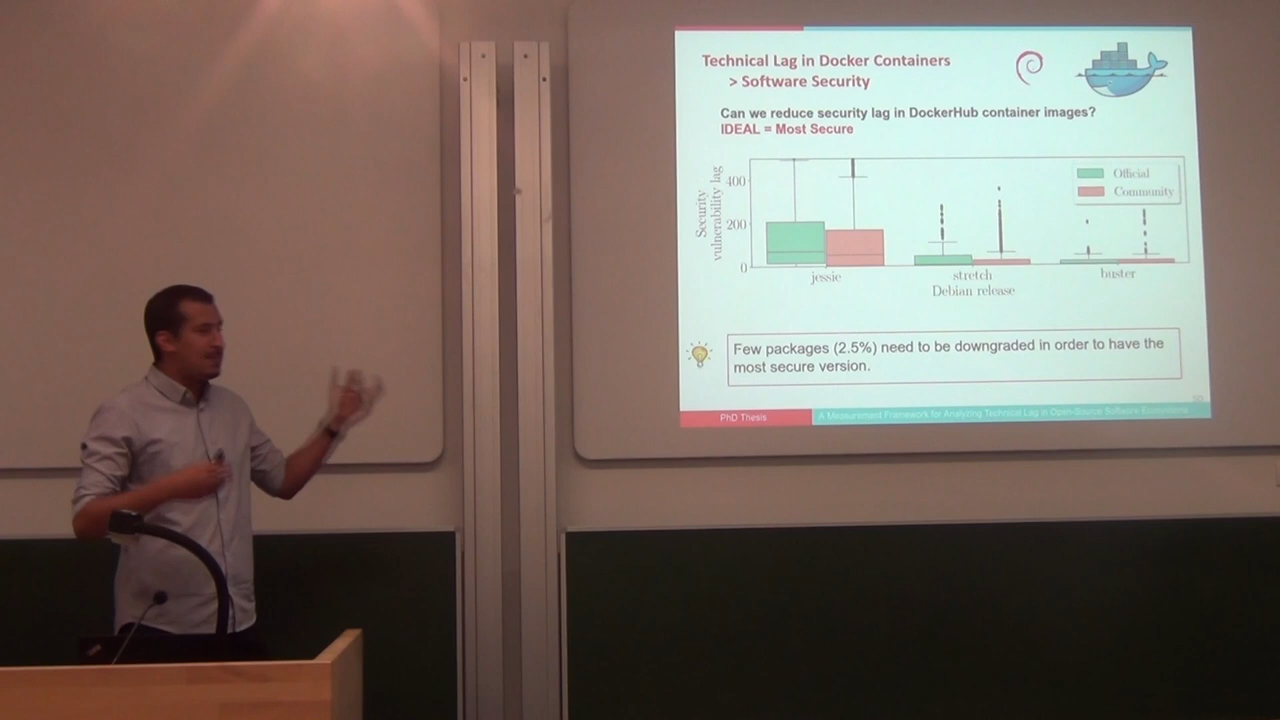 Technical Lag in Docker Containers
> Software Security
Can we reduce security lag in DockerHub container images?
IDEAL = Most Secure
Security
vulnerability lag
400
200
0
Official
Community
jessie
stretch
buster
Debian release
Few packages (2.5%) need to be downgraded in order to have the
most secure version.
PhD Thesis
A Measurement Framework for Analyzing Technical Lag in Open-Source Software Ecosystems